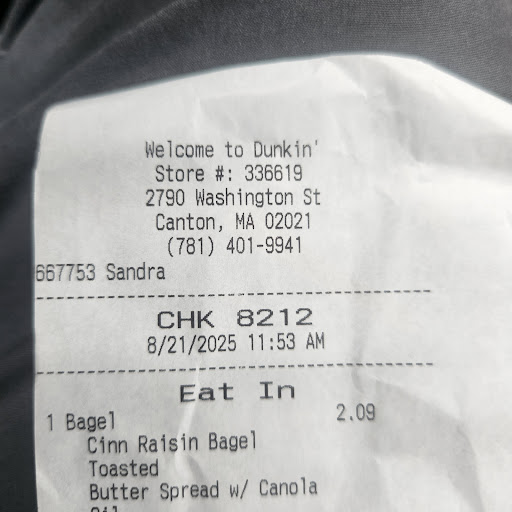 Welcome to Dunkin'
Store #: 336619
2790 Washington St
Canton, MA 02021
(781) 401-9941
667753 Sandra
CHK 8212
8/21/2025 11:53 AM
Eat In
1 Bagel 2.09
Cinn Raisin Bagel
Toasted
Butter Spread w/ Canola